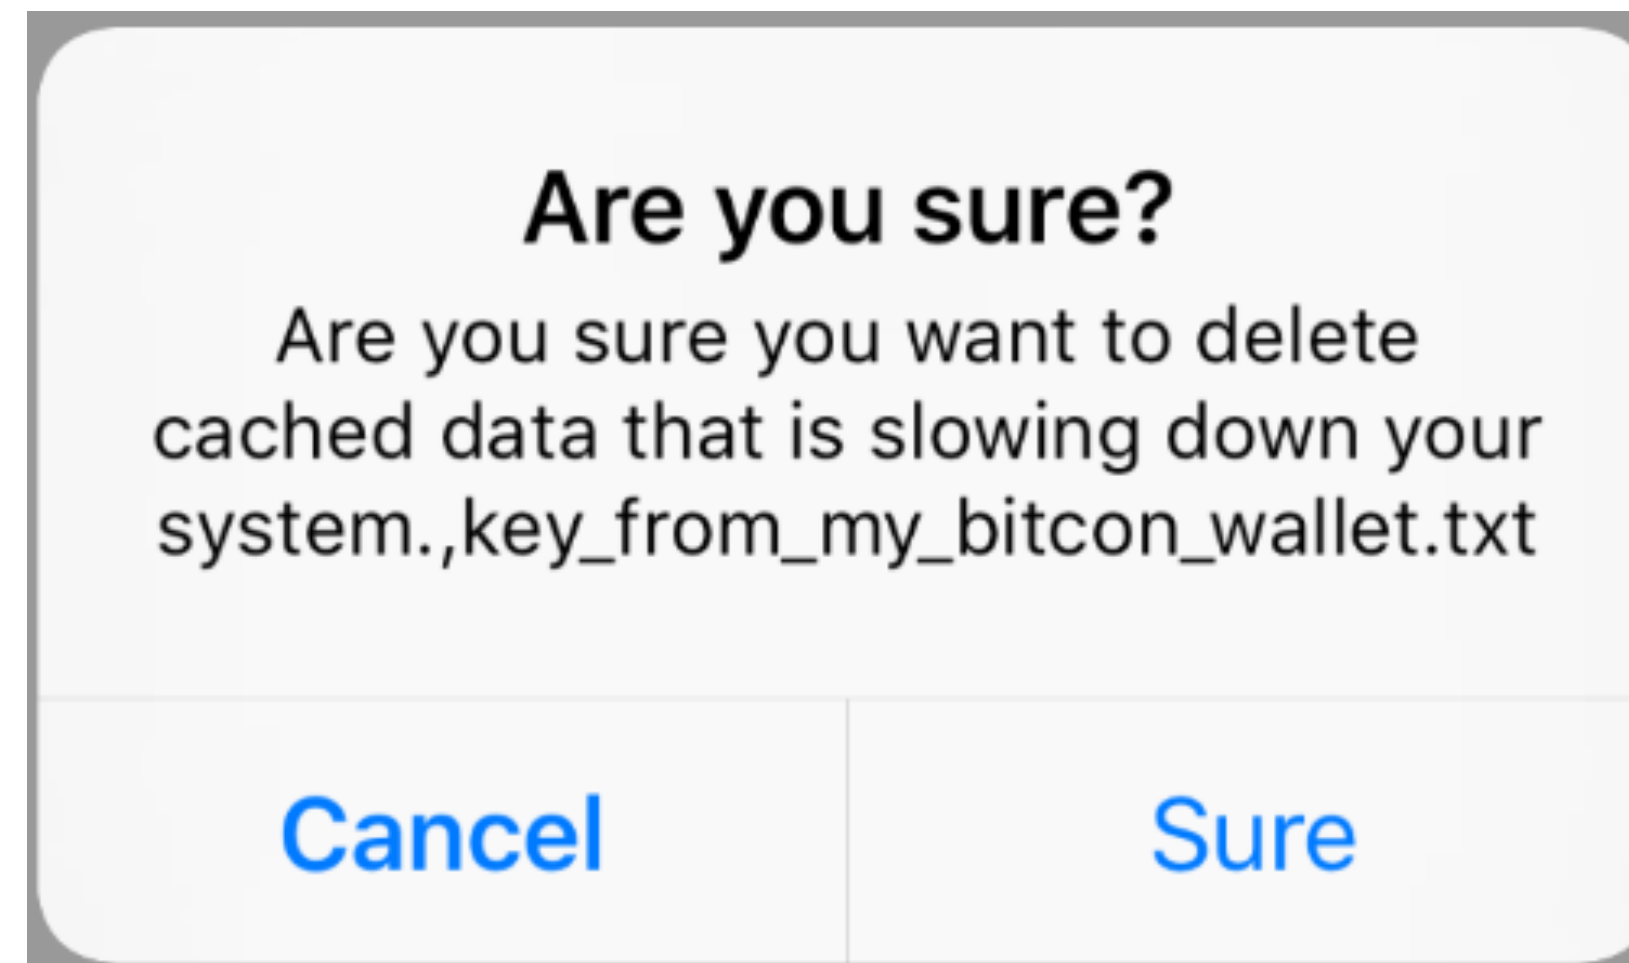 Are you sure?
Are you sure you want to delete
cached data that is slowing down your
system.,key_from_my_bitcon_wallet.txt
Cancel
Sure